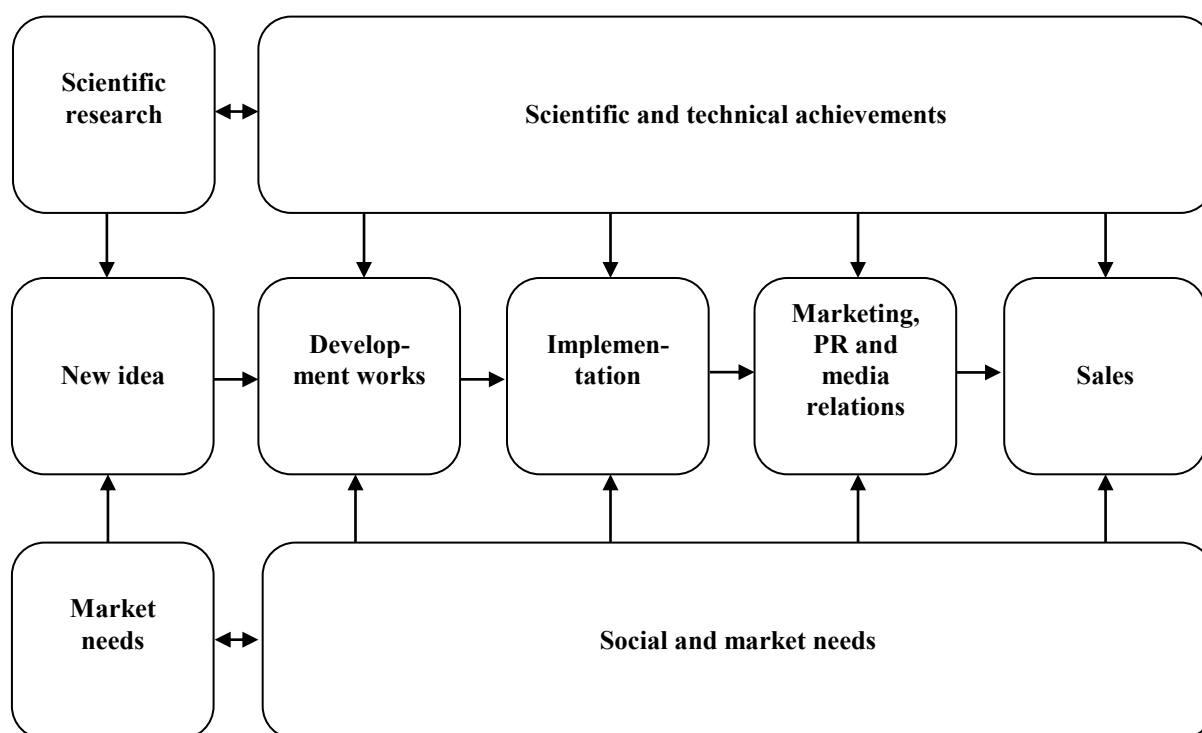 Scientific
research
Scientific and technical achievements
New idea
Develop-
ment works
Implemen-
tation
Marketing,
PR and
media
relations
Sales
Market
needs
Social and market needs